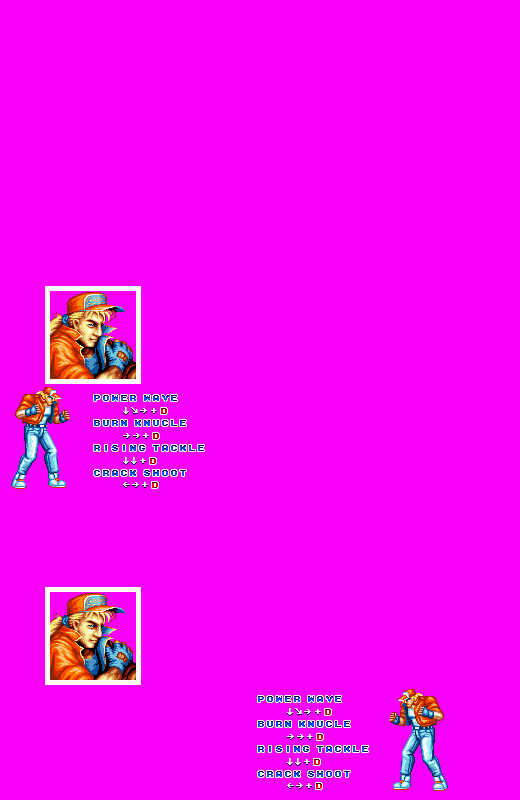 POWER WAVE
↓↘→+D
BURN KNUCLE
→→+D
RISING TACKLE
↓↓+D
CRACK SHOOT
←→+D
POWER WAVE
↓↘→+D
BURN KNUCLE
→→+D
RISING TACKLE
↓↓+D
CRACK SHOOT
←→+D